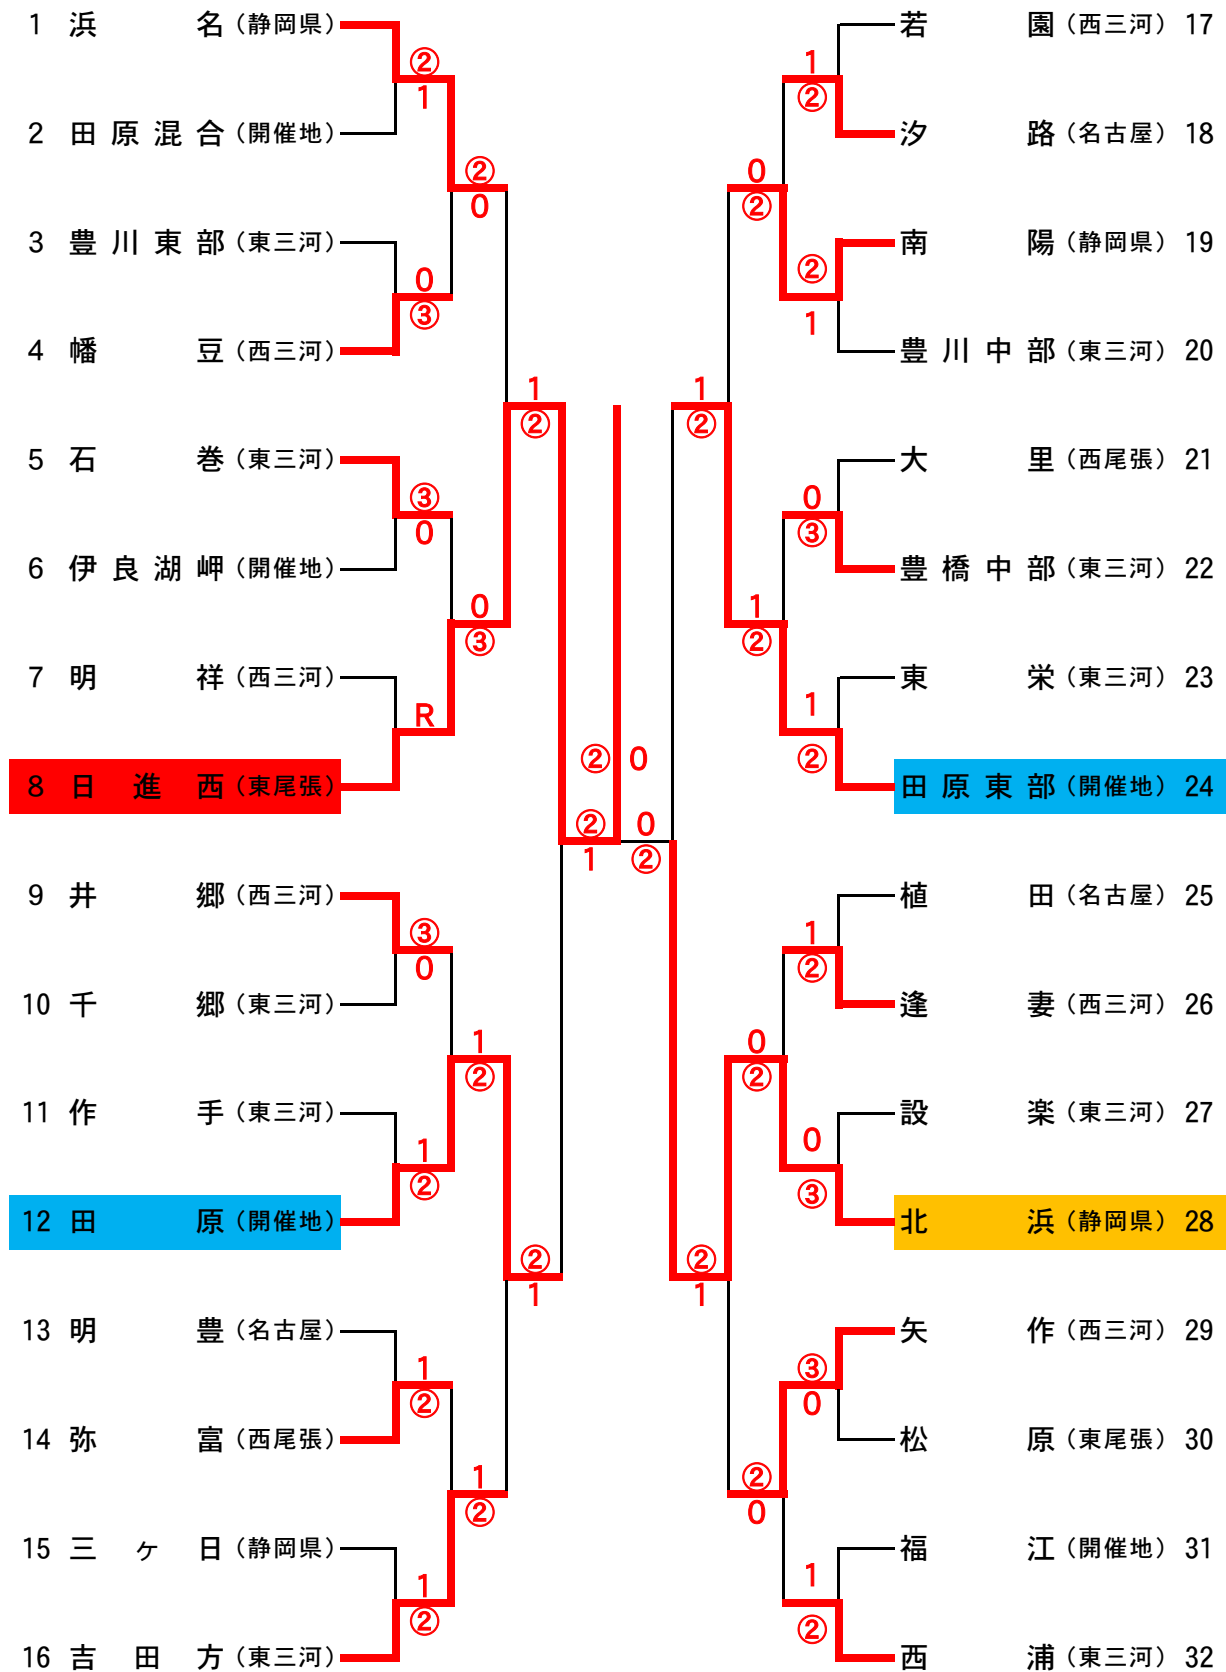 1 浜名（静岡県）
2 田原混合（開催地）
3 豊川東部（東三河）
4 幡豆（西三河）
5 石巻（東三河）
6 伊良湖岬（開催地）
7 明祥（西三河）
8 日進西（東尾張）
9 井郷（西三河）
10 千郷（東三河）
11 作手（東三河）
12 田原（開催地）
13 明豊（名古屋）
14 弥富（西尾張）
15 三ヶ日（静岡県）
16 吉田方（東三河）
②
1
0
③
③
0
R
③
0
1
②
1
②
1
②
②
0
0
③
1
②
1
②
1
②
②
1
②
1
② 0
0
②
1
②
②
1
0
②
1
②
0
②
②
0
1
②
②
1
0
③
1
②
1
②
0
③
③
0
1
②
若園（西三河）17
汐路（名古屋）18
南陽（静岡県）19
豊川中部（東三河）20
大里（西尾張）21
豊橋中部（東三河）22
東栄（東三河）23
田原東部（開催地）24
植田（名古屋）25
逢妻（西三河）26
設楽（東三河）27
北浜（静岡県）28
矢作（西三河）29
松原（東尾張）30
福江（開催地）31
西浦（東三河）32